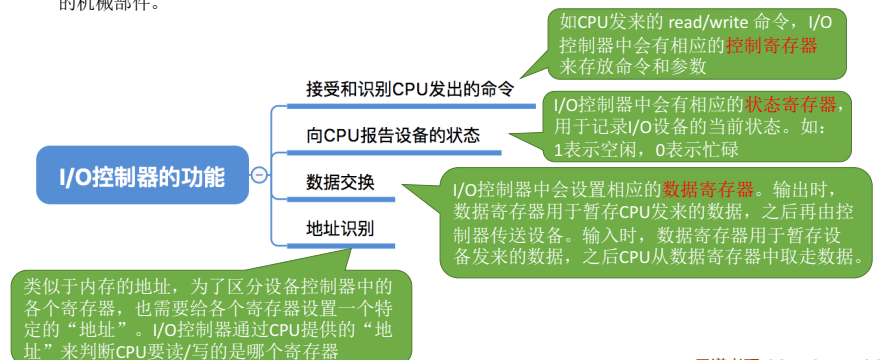 的机械部件。
如CPU发来的 read/write 命令，I/O
控制器中会有相应的控制寄存器
来存放命令和参数
接受和识别CPU发出的命令
I/O控制器中会有相应的状态寄存器，
用于记录I/O设备的当前状态。如：
1表示空闲，0表示忙碌
向CPU报告设备的状态
I/O控制器的功能
数据交换
I/O控制器中会设置相应的数据寄存器。输出时，
数据寄存器用于暂存CPU发来的数据，之后再由控
制器传送设备。输入时，数据寄存器用于暂存设
备发来的数据，之后CPU从数据寄存器中取走数据。
地址识别
类似于内存的地址，为了区分设备控制器中的
各个寄存器，也需要给各个寄存器设置一个特
定的“地址”。I/O控制器通过CPU提供的“地
址”来判断CPU要读/写的是哪个寄存器